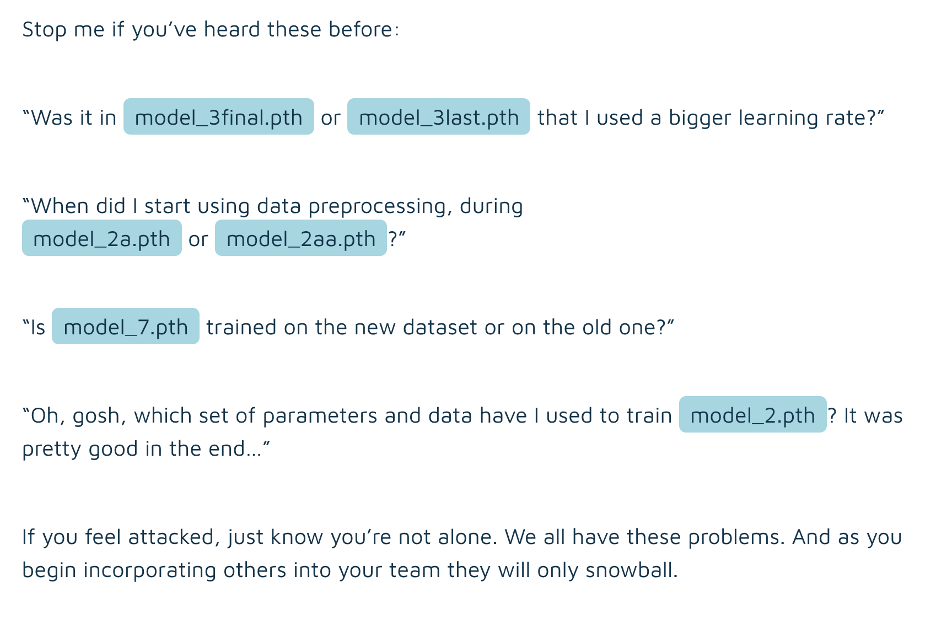 Stop me if you’ve heard these before:
“Was it in model_3final.pth or model_3last.pth that I used a bigger learning rate?”
“When did I start using data preprocessing, during
model_2a.pth or model_2aa.pth?”
“Is model_7.pth trained on the new dataset or on the old one?”
“Oh, gosh, which set of parameters and data have I used to train model_2.pth? It was
pretty good in the end…”
If you feel attacked, just know you’re not alone. We all have these problems. And as you
begin incorporating others into your team they will only snowball.